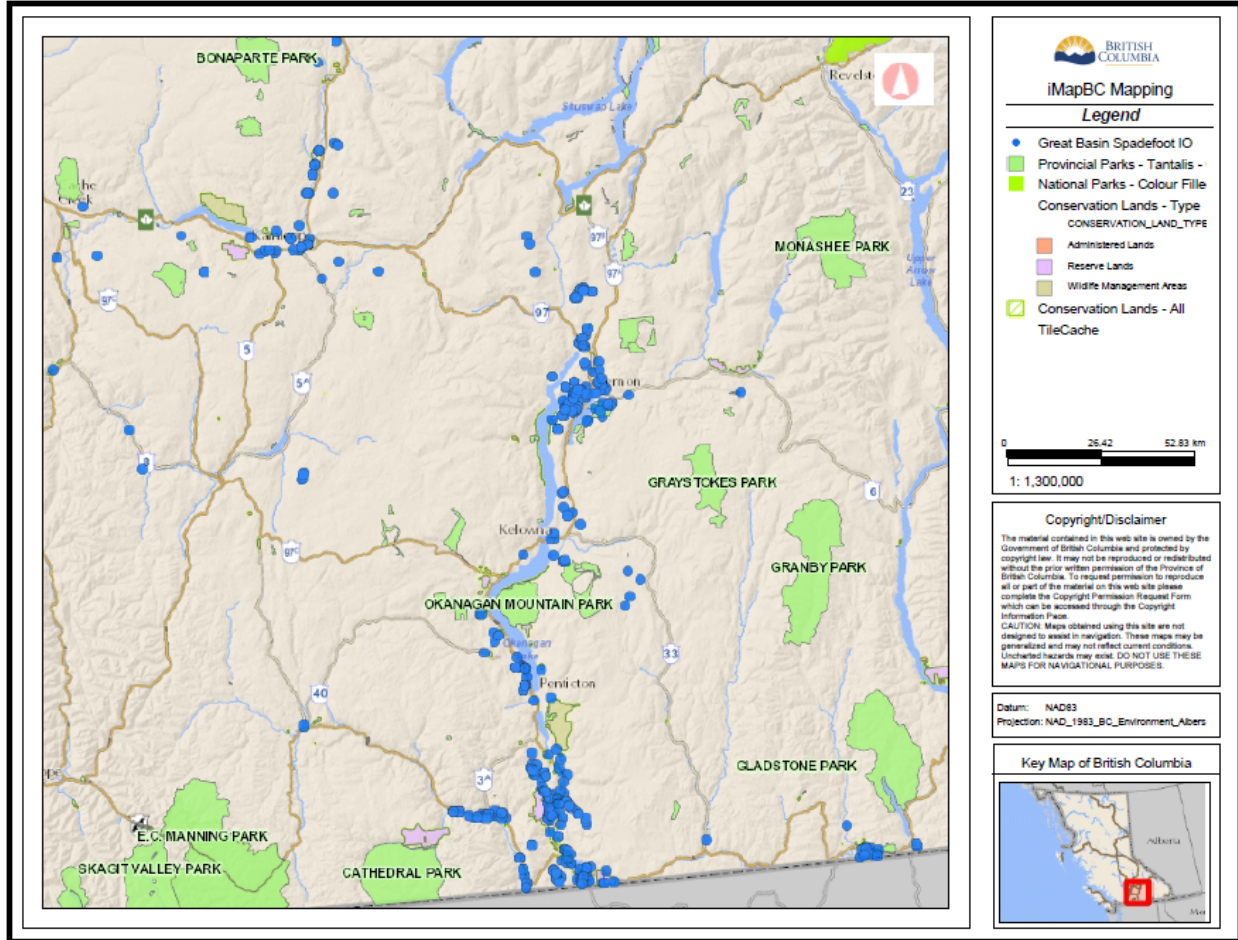 BONAPARTE PARK
Shuswap Lake
Revelst
Cache
Creek
23
97B
MONASHEE PARK
97A
Upper
Arrow
Lake
97C
97
5
5A
ernon
8
GRAYSTOKES PARK
6
Kelowna
97C
GRANBY PARK
OKANAGAN MOUNTAIN PARK
Okanagan
Lake
33
Penticton
40
3A
GLADSTONE PARK
E.C. MANNING PARK
SKAGIT VALLEY PARK
CATHEDRAL PARK
BRITISH
COLUMBIA
iMapBC Mapping
Legend
Great Basin Spadefoot IO
Provincial Parks - Tantalis -
National Parks - Colour Fille
Conservation Lands - Type
CONSERVATION_LAND_TYPE
Administered Lands
Reserve Lands
Wildlife Management Areas
Conservation Lands - All
TileCache
0 26.42 52.83 km
1: 1,300,000
Copyright/Disclaimer
The material contained in this web site is owned by the
Government of British Columbia and protected by
copyright law. It may not be reproduced or redistributed
without the prior written permission of the Province of
British Columbia. To request permission to reproduce
all or part of the material on this web site please
complete the Copyright Permission Request Form
which can be accessed through the Copyright
Information Page.
CAUTION: Maps obtained using this site are not
designed to assist in navigation. These maps may be
generalized and may not reflect current conditions.
Uncharted hazards may exist. DO NOT USE THESE
MAPS FOR NAVIGATIONAL PURPOSES.
Datum: NAD83
Projection: NAD_1983_BC_Environment_Albers
Key Map of British Columbia
Alberta